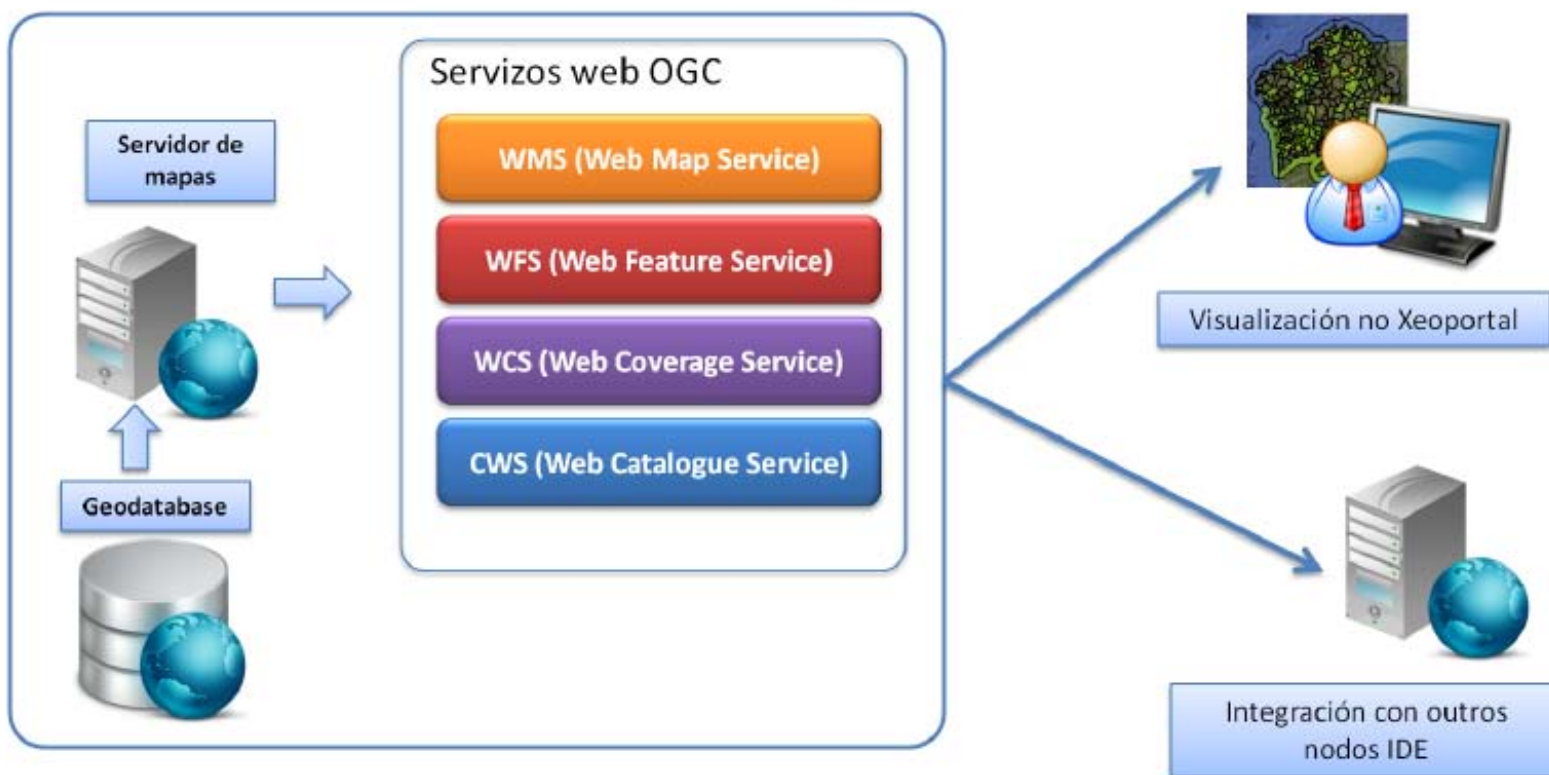 Servizos web OGC
Servidor de
mapas
WMS (Web Map Service)
WFS (Web Feature Service)
WCS (Web Coverage Service)
CWS (Web Catalogue Service)
Geodatabase
Visualización no Xeoportal
Integración con outros
nodos IDE